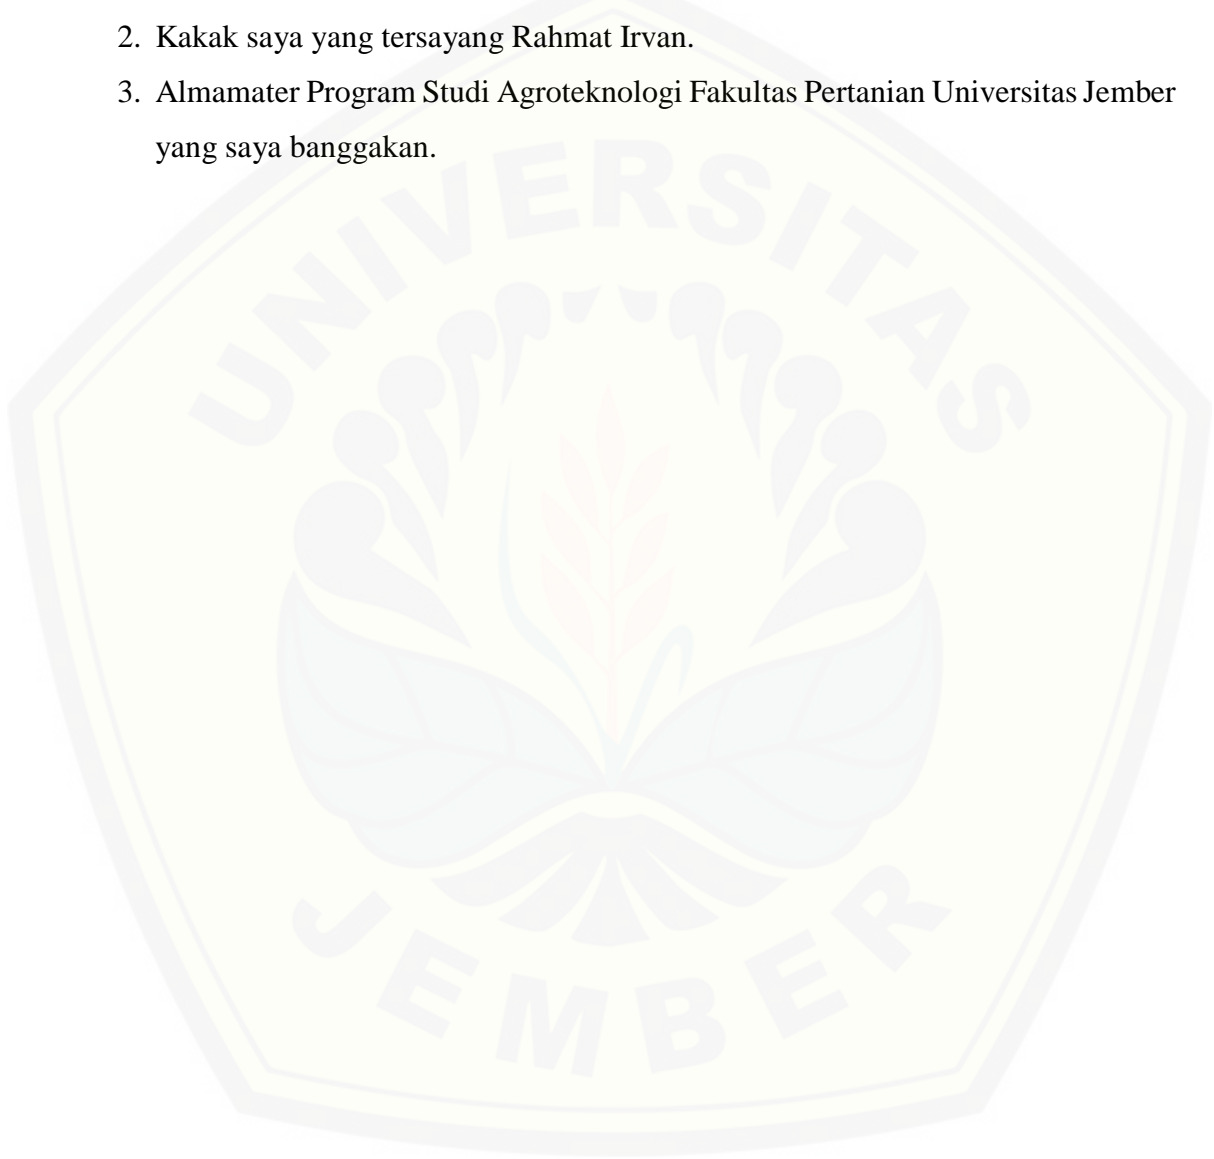 2. Kakak saya yang tersayang Rahmat Irvan.
3. Almamater Program Studi Agroteknologi Fakultas Pertanian Universitas Jember
yang saya banggakan.
UNIVERSITAS
JEMBER